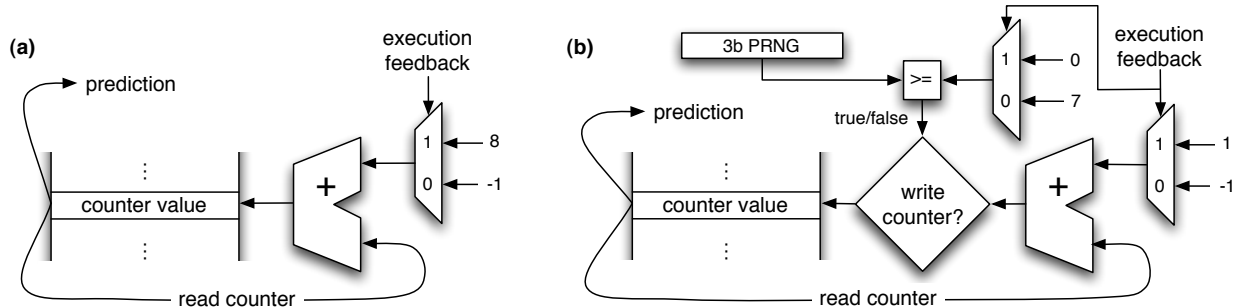 (a)
execution
feedback
prediction
1
8
0
-1
+
⋮
counter value
⋮
read counter
(b)
3b PRNG
>=
1
0
0
7
execution
feedback
prediction
true/false
1
1
0
-1
+
write
counter?
⋮
counter value
⋮
read counter